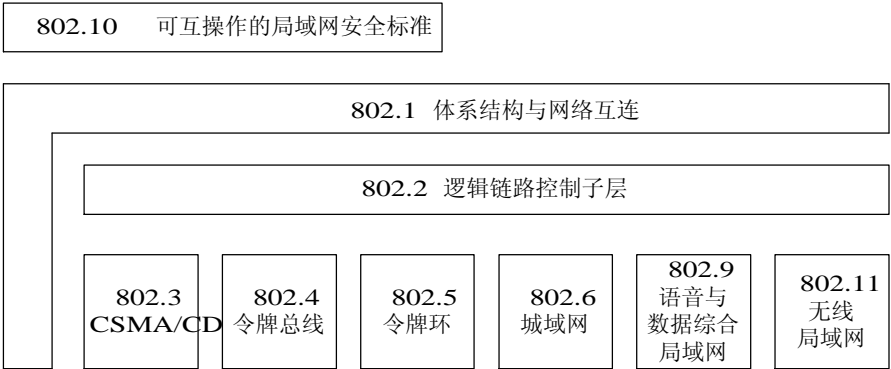 802.10 可互操作的局域网安全标准
802.1 体系结构与网络互连
802.2 逻辑链路控制子层
802.3
CSMA/CD
802.4
令牌总线
802.5
令牌环
802.6
城域网
802.9
语音与
数据综合
局域网
802.11
无线
局域网